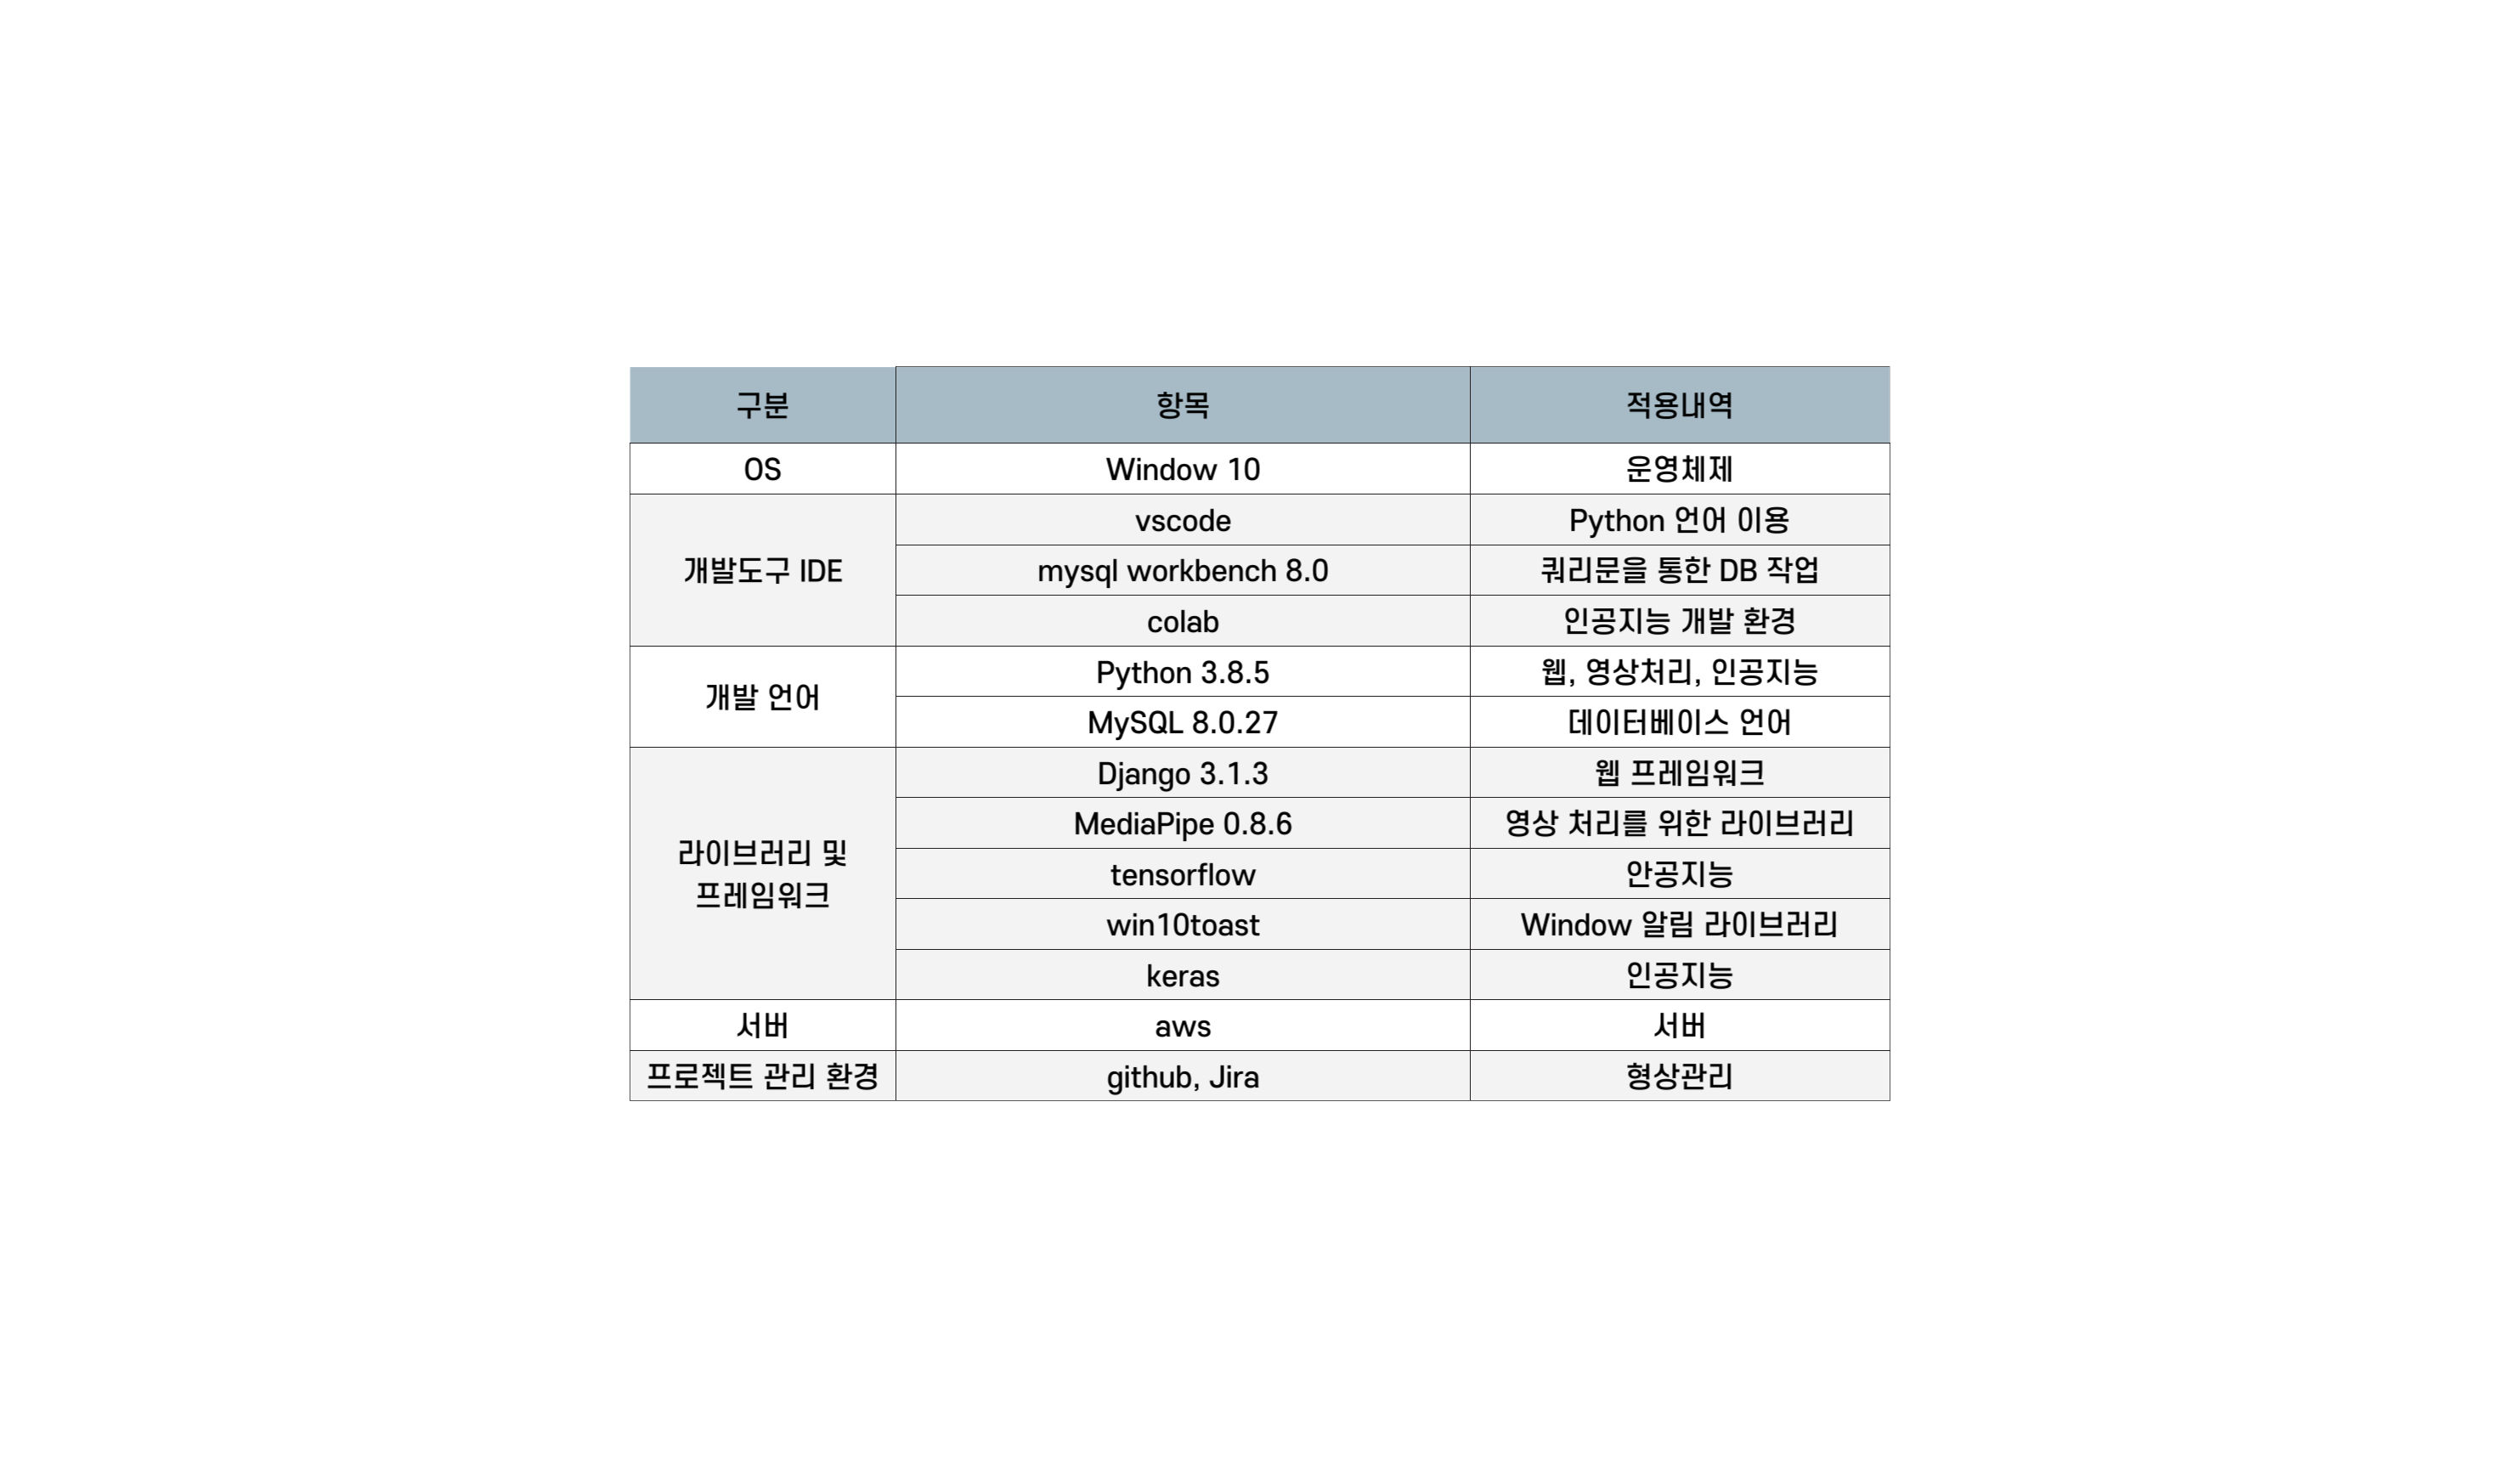 구분 항목 적용내역
OS Window 10 운영체제
개발도구 IDE
vscode Python 언어 이용
mysql workbench 8.0 쿼리문을 통한 DB 작업
colab 인공지능 개발 환경
개발 언어
Python 3.8.5 웹, 영상처리, 인공지능
MySQL 8.0.27 데이터베이스 언어
라이브러리 및
프레임워크
Django 3.1.3 웹 프레임워크
MediaPipe 0.8.6 영상 처리를 위한 라이브러리
tensorflow 안공지능
win10toast Window 알림 라이브러리
keras 인공지능
서버 aws 서버
프로젝트 관리 환경 github, Jira 형상관리